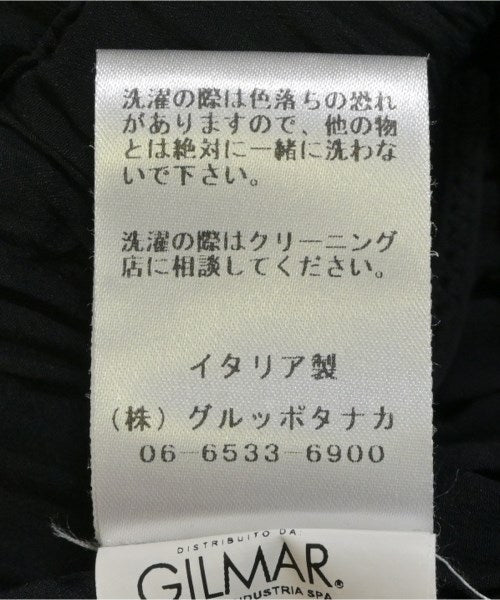 洗濯の際は色落ちの恐れ
がありますので、他の物
とは絶対に一緒に洗わな
いで下さい。
洗濯の際はクリーニング
店に相談してください。
イタリア製
(株)グルッポタナカ
06-6533-6900
DISTRIBUITO DA:
GILMAR®
INDUSTRIA SPA